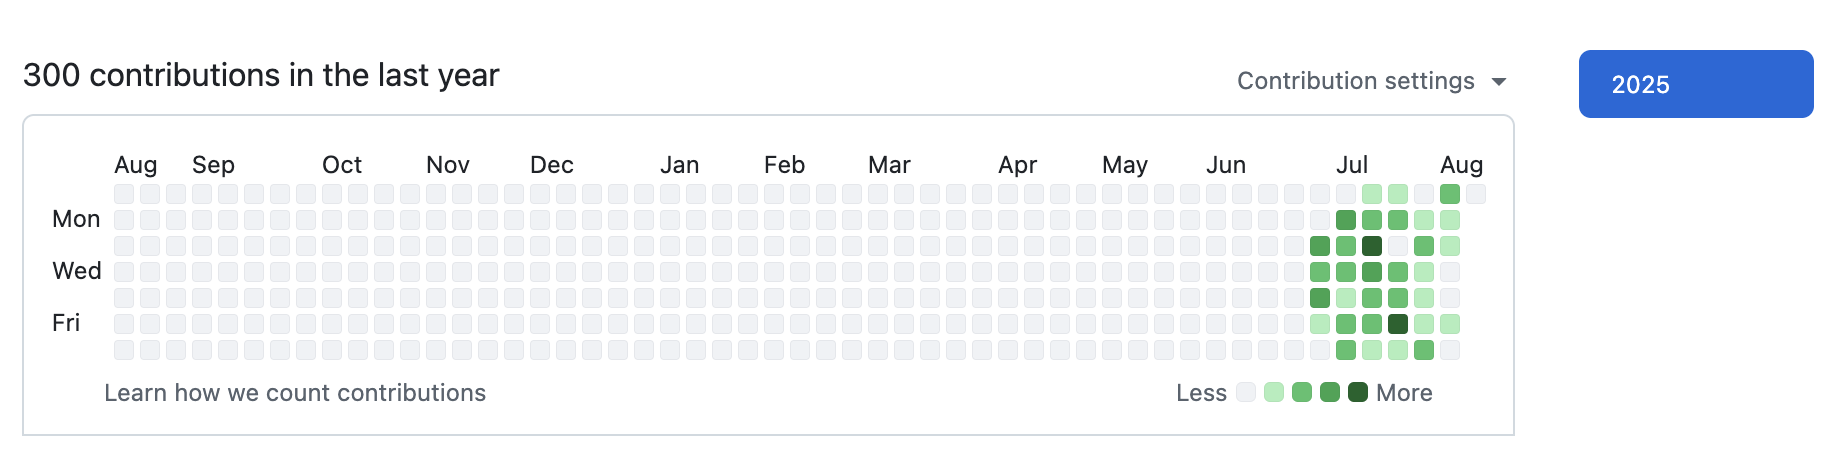 300 contributions in the last year
Contribution settings
2025
Aug Sep Oct Nov Dec Jan Feb Mar Apr May Jun Jul Aug
Mon
Wed
Fri
Learn how we count contributions
Less More